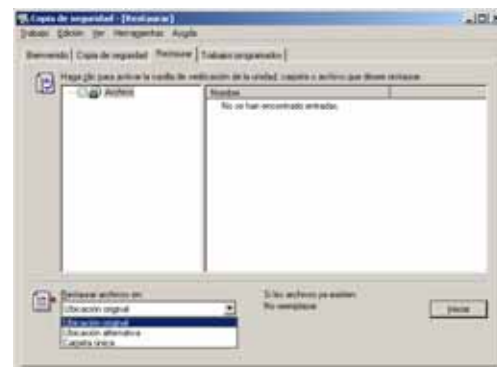 Copia de seguridad - [Restaurar]
Trabajo Edición Ver Herramientas Ayuda
Bienvenido Copia de seguridad Restaurar Trabajos programados
Haga clic para activar la casilla de verificación de la unidad, carpeta o archivo que desee restaurar.
Archivo
Nombre
No se han encontrado entradas.
Restaurar archivos en:
Ubicación original
Ubicación original
Ubicación alternativa
Carpeta única
Si los archivos ya existen:
No reemplazar
Iniciar